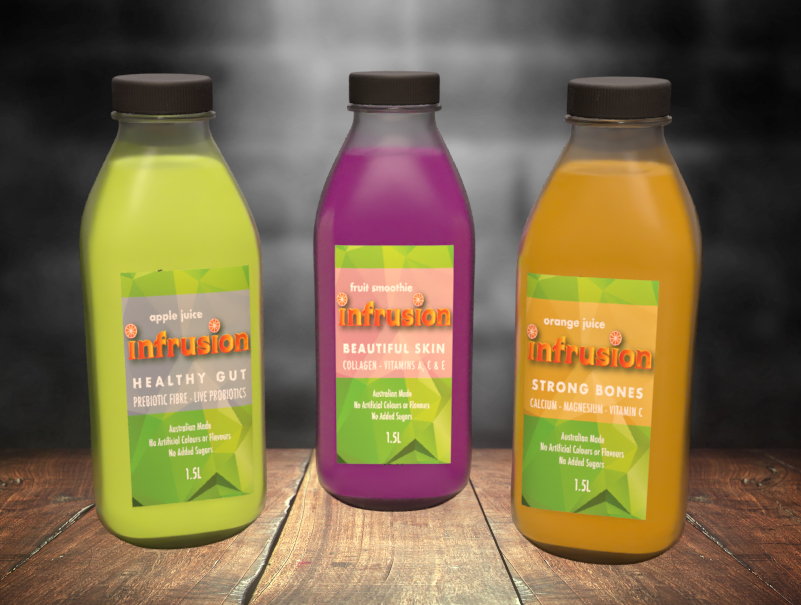 apple juice
infrusion
HEALTHY GUT
PREBIOTIC FIBRE - LIVE PROBIOTICS
Australian Made
No Artificial Colours or Flavours
No Added Sugars
1.5L
fruit smoothie
infrusion
BEAUTIFUL SKIN
COLLAGEN - VITAMINS A, C & E
Australian Made
No Artificial Colours or Flavours
No Added Sugars
1.5L
orange juice
infrusion
STRONG BONES
CALCIUM - MAGNESIUM - VITAMIN C
Australian Made
No Artificial Colours or Flavours
No Added Sugars
1.5L